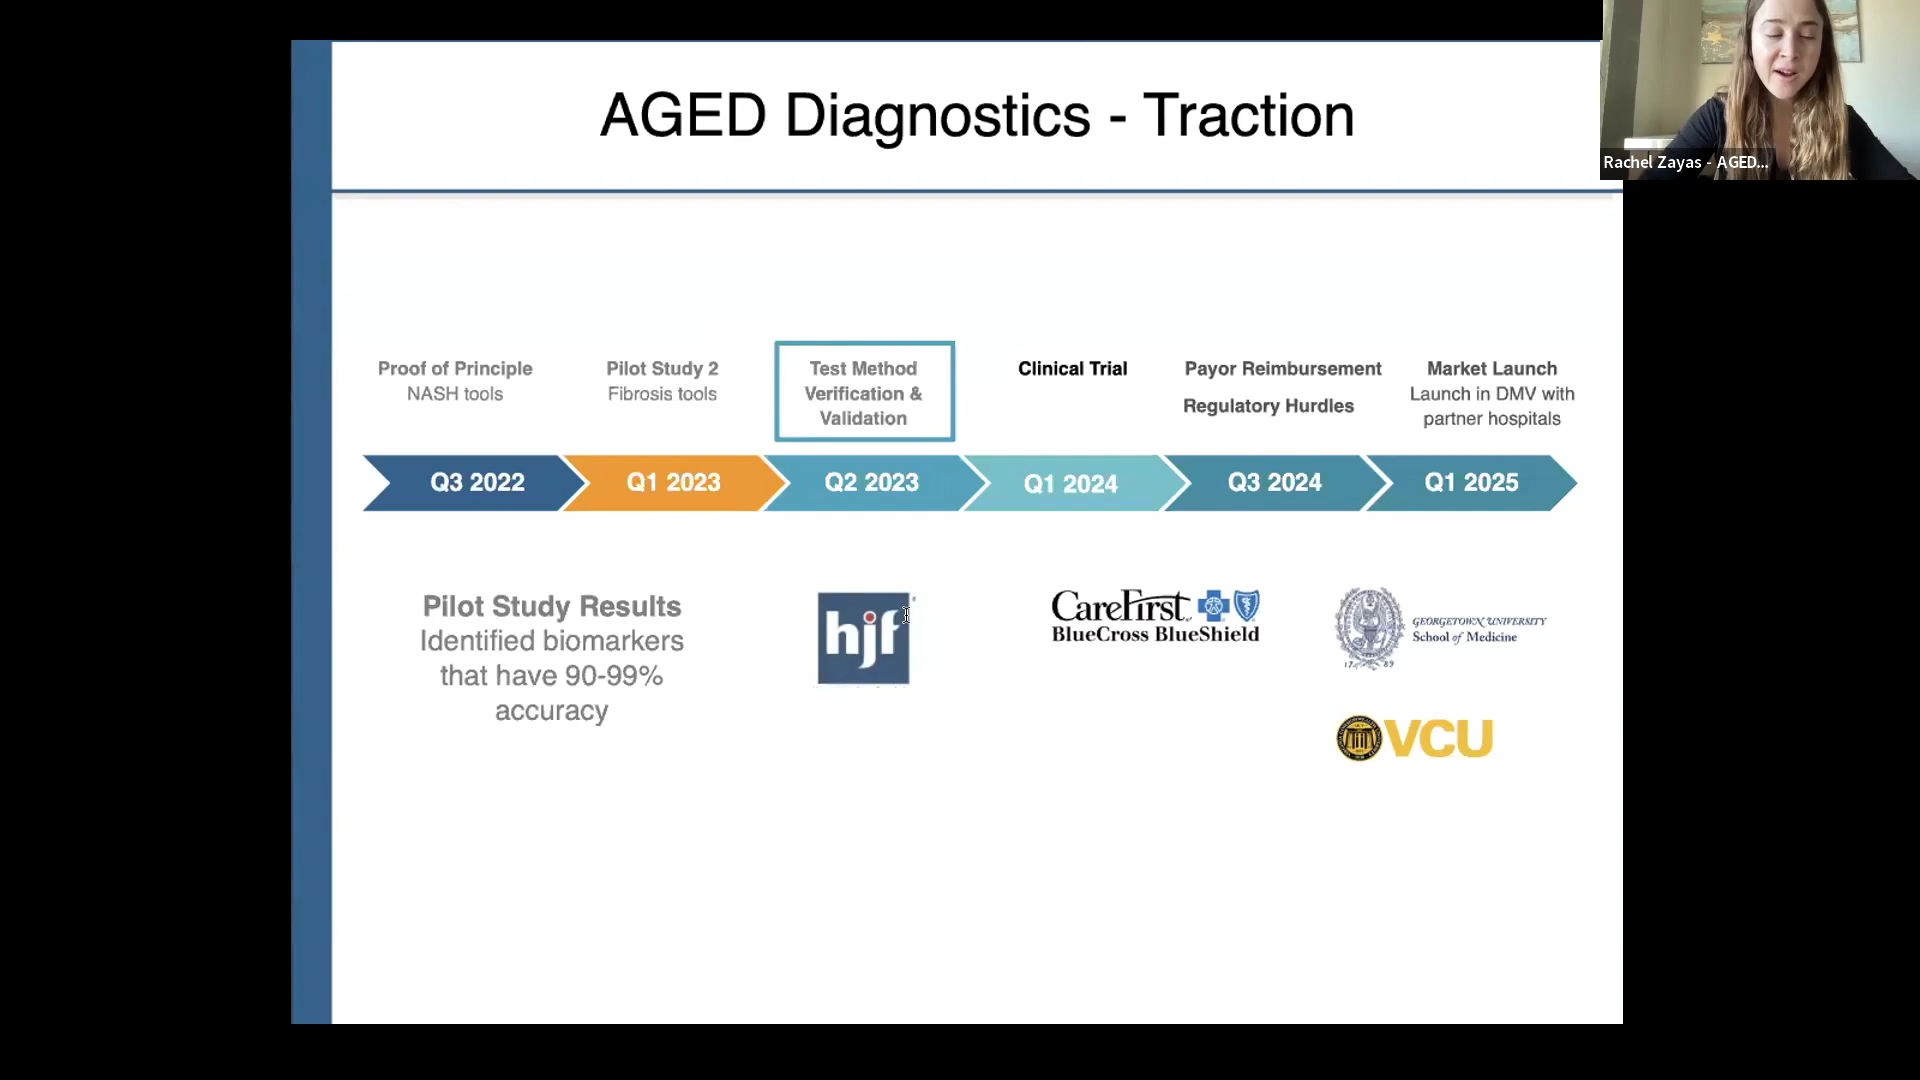 AGED Diagnostics - Traction
Rachel Zayas - AGED...
Proof of Principle
NASH tools
Pilot Study 2
Fibrosis tools
Test Method
Verification &
Validation
Clinical Trial
Payor Reimbursement
Regulatory Hurdles
Market Launch
Launch in DMV with
partner hospitals
Q3 2022
Q1 2023
Q2 2023
Q1 2024
Q3 2024
Q1 2025
Pilot Study Results
Identified biomarkers
that have 90-99%
accuracy
hjf
CareFirst
BlueCross BlueShield
GEORGETOWN UNIVERSITY
School of Medicine
17 89
VCU